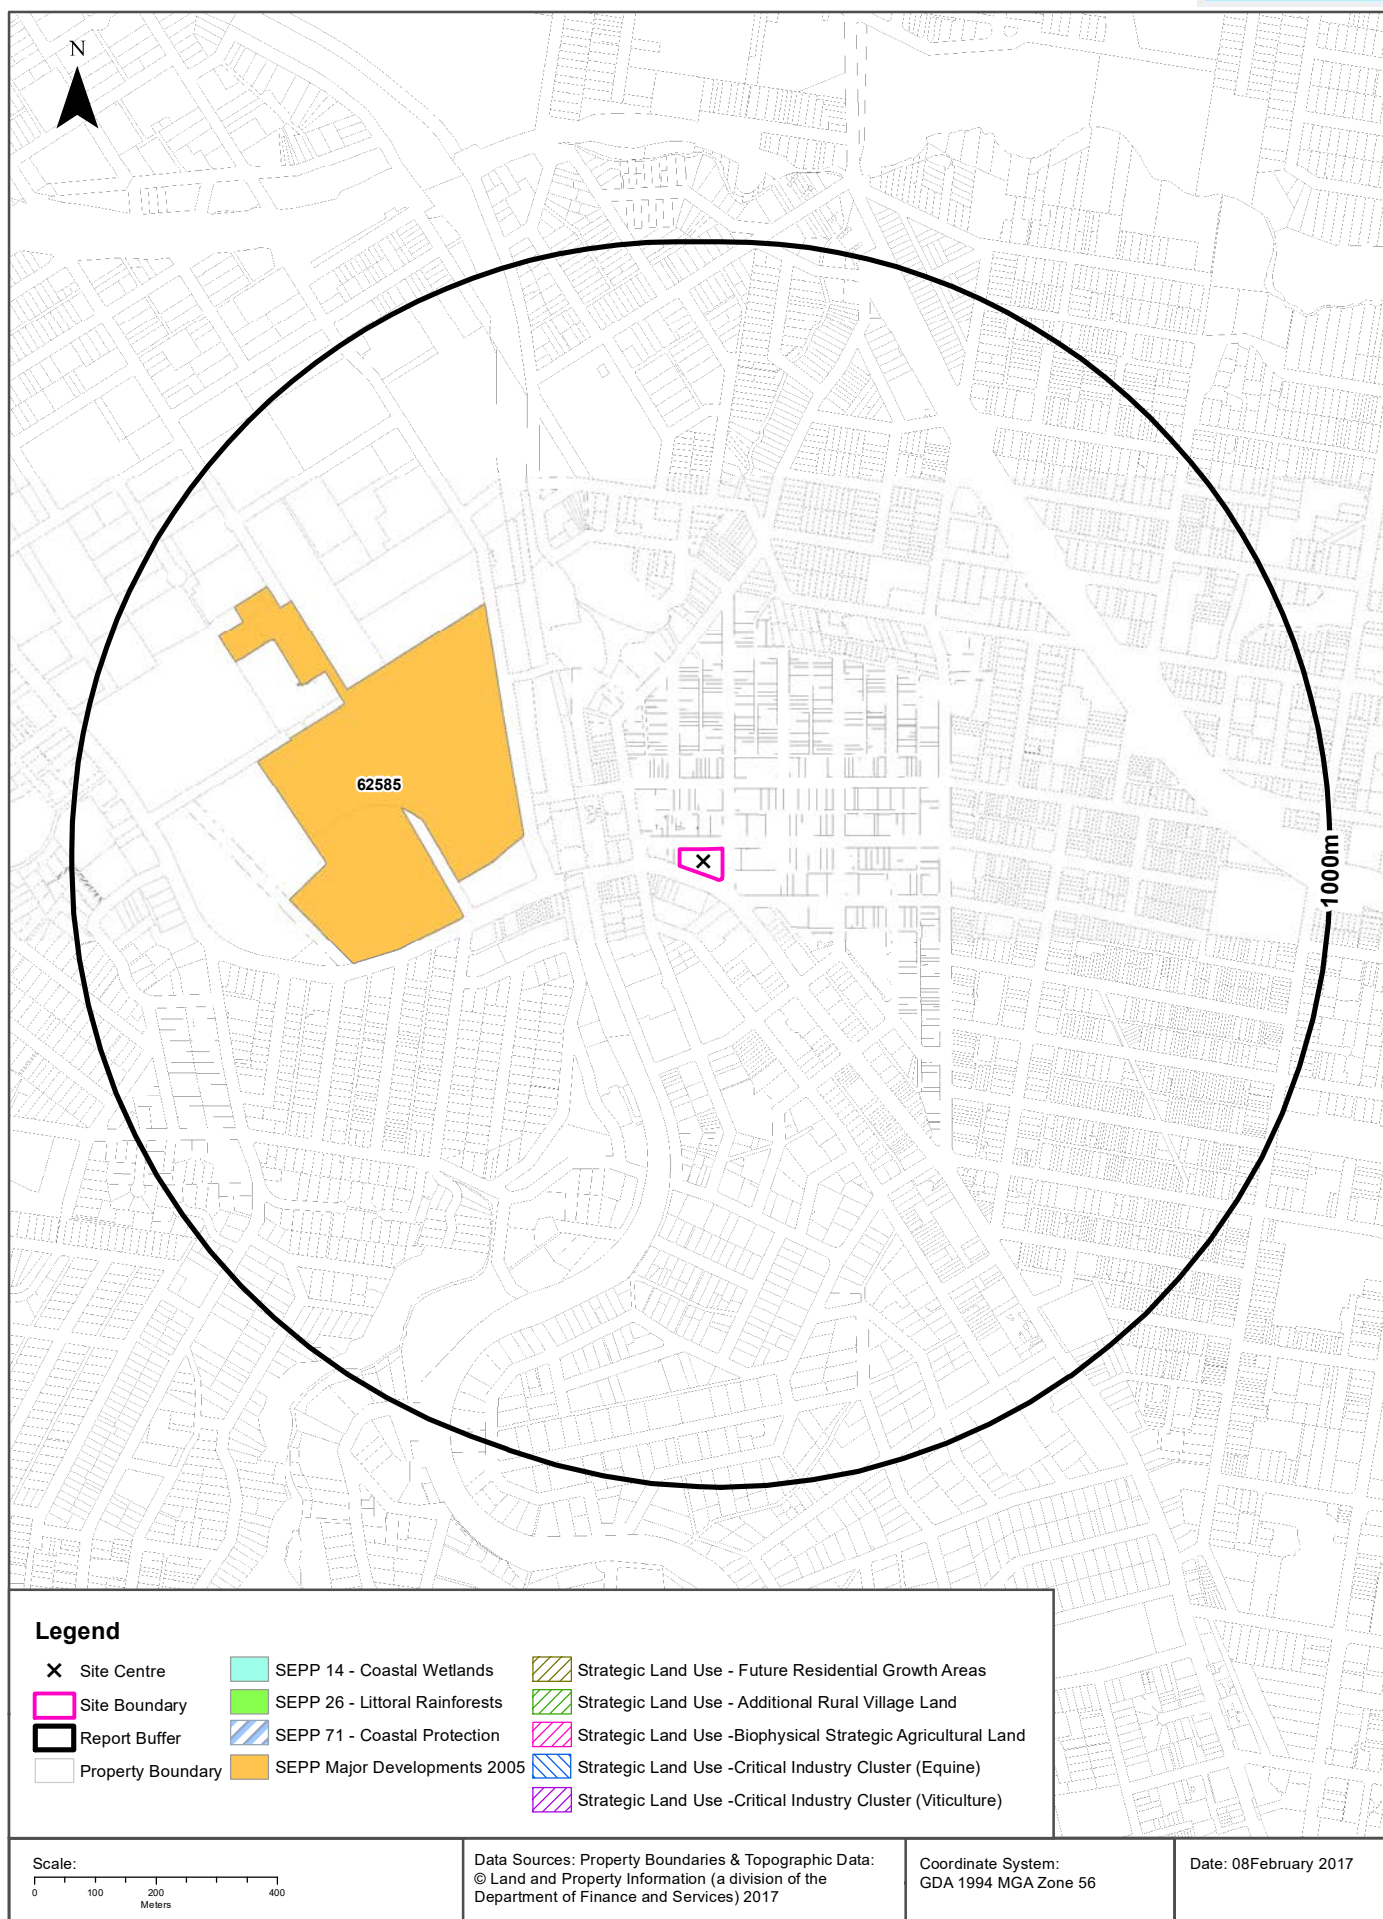 N
62585
1000m
Legend
Site Centre
Site Boundary
Report Buffer
Property Boundary
SEPP 14 - Coastal Wetlands
SEPP 26 - Littoral Rainforests
SEPP 71 - Coastal Protection
SEPP Major Developments 2005
Strategic Land Use - Future Residential Growth Areas
Strategic Land Use - Additional Rural Village Land
Strategic Land Use -Biophysical Strategic Agricultural Land
Strategic Land Use -Critical Industry Cluster (Equine)
Strategic Land Use -Critical Industry Cluster (Viticulture)
Scale:
0 100 200 400
Meters
Data Sources: Property Boundaries & Topographic Data:
© Land and Property Information (a division of the
Department of Finance and Services) 2017
Coordinate System:
GDA 1994 MGA Zone 56
Date: 08February 2017